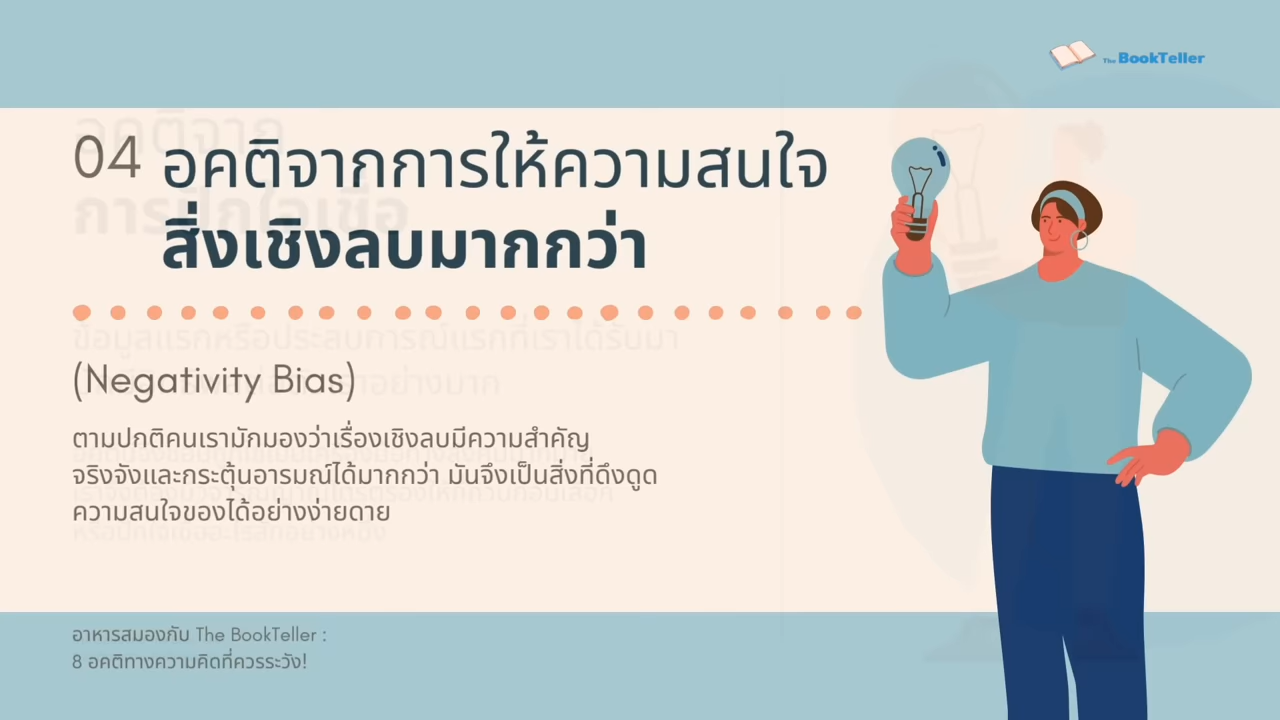 The BookTeller
04 อคติจากการให้ความสนใจ
สิ่งเชิงลบมากกว่า
(Negativity Bias)
ตามปกติคนเรามักมองว่าเรื่องเชิงลบมีความสำคัญ
จริงจังและกระตุ้นอารมณ์ได้มากกว่า มันจึงเป็นสิ่งที่ดึงดูด
ความสนใจของได้อย่างง่ายดาย
อาหารสมองกับ The BookTeller :
8 อคติทางความคิดที่ควรระวัง!